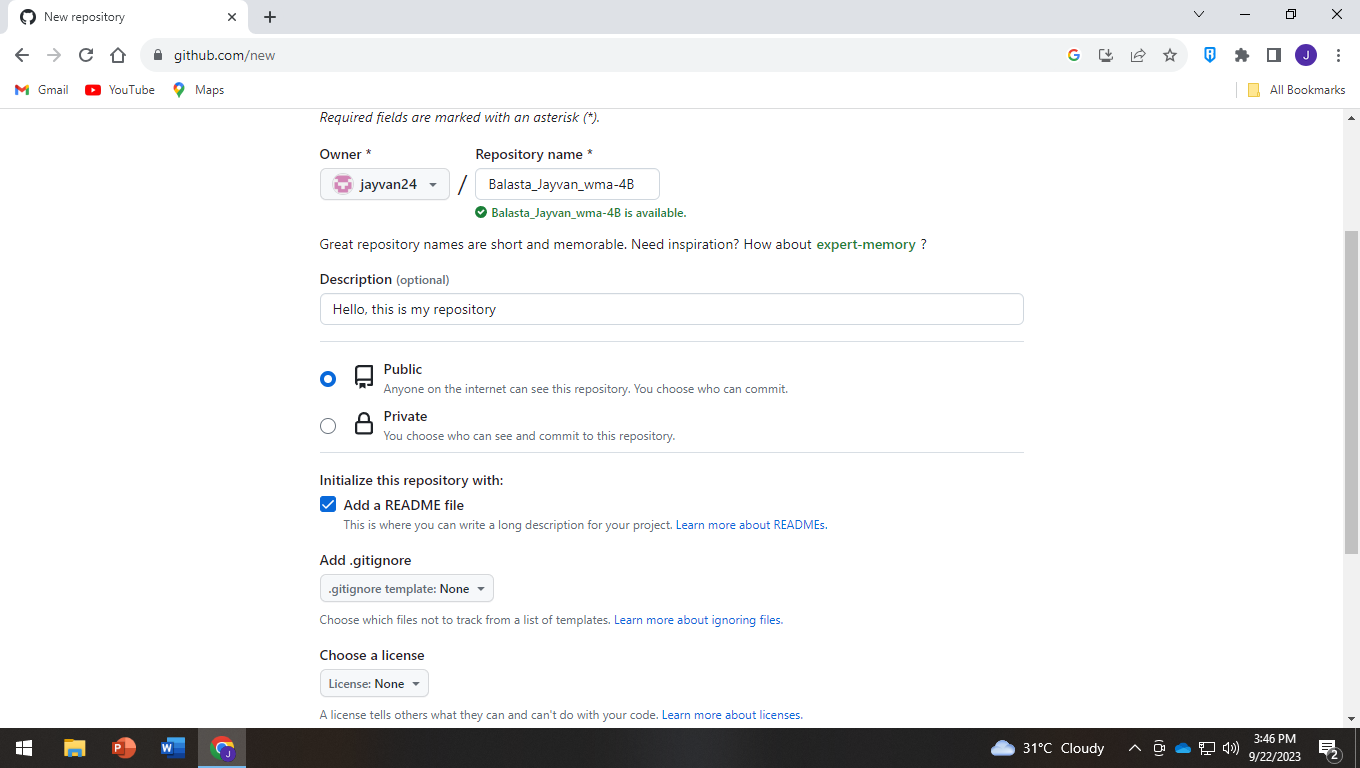 New repository
github.com/new
Gmail YouTube Maps All Bookmarks
Required fields are marked with an asterisk (*).
Owner * Repository name *
jayvan24 / Balasta_Jayvan_wma-4B
Balasta_Jayvan_wma-4B is available.
Great repository names are short and memorable. Need inspiration? How about expert-memory ?
Description (optional)
Hello, this is my repository
Public
Anyone on the internet can see this repository. You choose who can commit.
Private
You choose who can see and commit to this repository.
Initialize this repository with:
Add a README file
This is where you can write a long description for your project. Learn more about READMEs.
Add .gitignore
.gitignore template: None
Choose which files not to track from a list of templates. Learn more about ignoring files.
Choose a license
License: None
A license tells others what they can and can't do with your code. Learn more about licenses.
31°C Cloudy
3:46 PM
9/22/2023
2